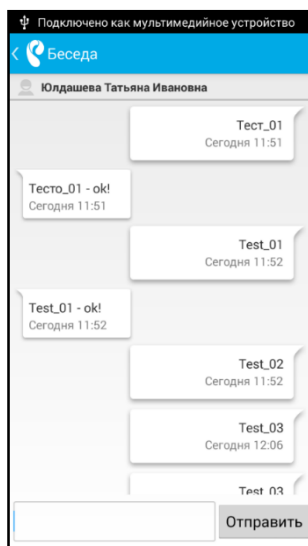 Подключено как мультимедийное устройство
Беседа
Юлдашева Татьяна Ивановна
Тест_01
Сегодня 11:51
Тесто_01 - ok!
Сегодня 11:51
Test_01
Сегодня 11:52
Test_01 - ok!
Сегодня 11:52
Test_02
Сегодня 11:52
Test_03
Сегодня 12:06
Test_03
Отправить